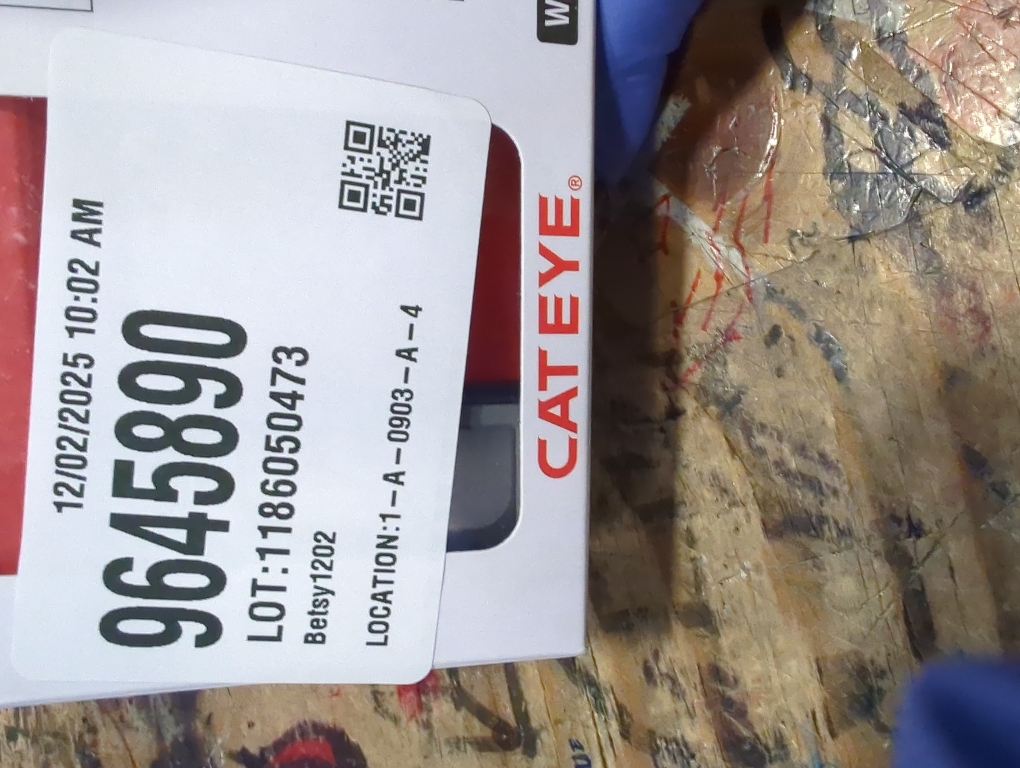 12/02/2025 10:02 AM
9645890
LOT:1186050473
Betsy1202
LOCATION:1-A-0903-A-4
CATEYE®
W